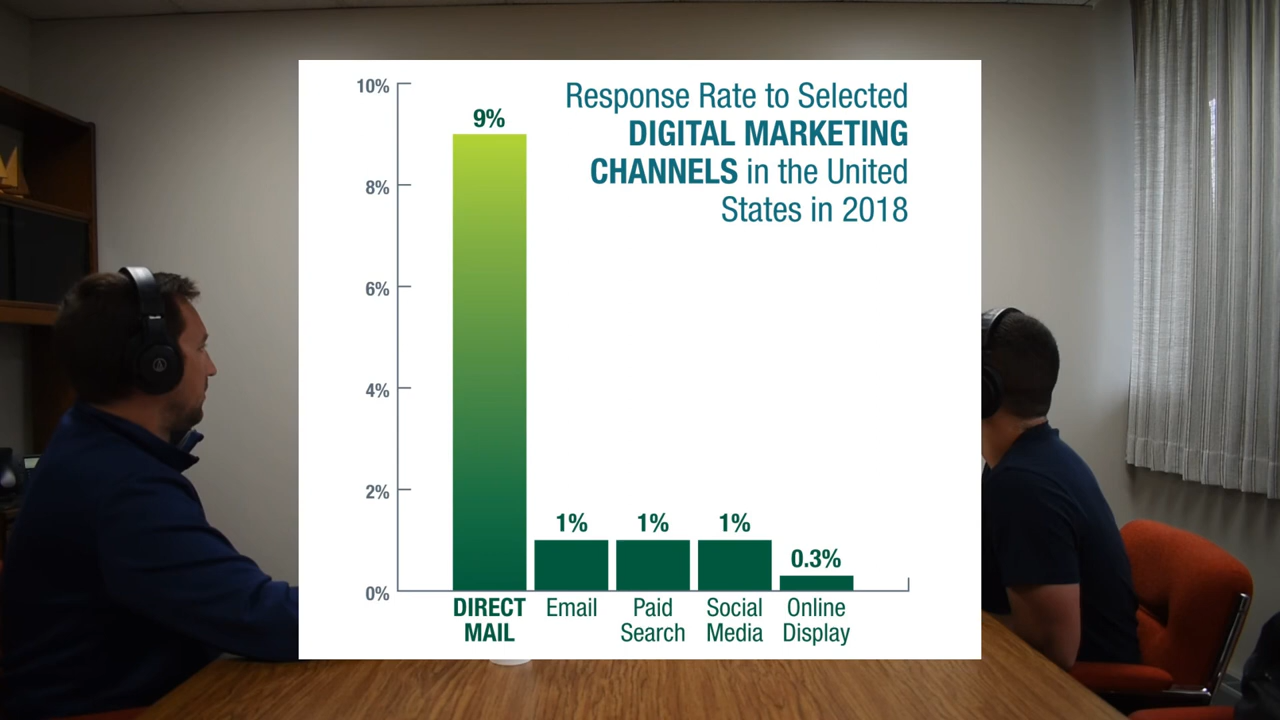 Response Rate to Selected
DIGITAL MARKETING
CHANNELS in the United
States in 2018
10%
8%
6%
4%
2%
0%
9%
1%
1%
1%
0.3%
DIRECT
MAIL
Email
Paid
Search
Social
Media
Online
Display